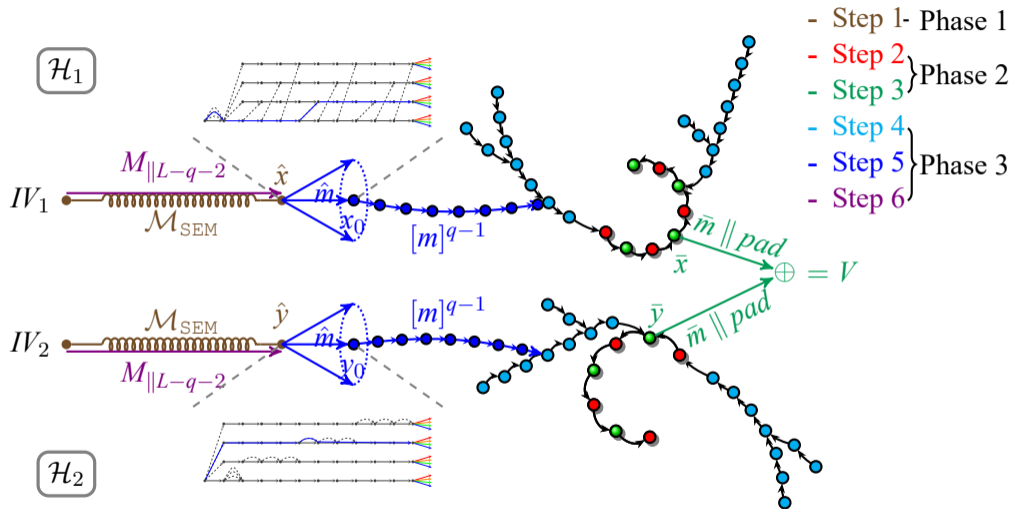 - Step 1 - Phase 1
- Step 2
- Step 3
Phase 2
- Step 4
- Step 5
- Step 6
Phase 3
ℋ₁
M∥L−q−2
x̂
IV₁
𝓜SEM
m̂
x₀
[m]^{q−1}
x̄
m̄ ∥ pad
⊕ = V
ℋ₂
𝓜SEM
ŷ
IV₂
M∥L−q−2
m̂
y₀
[m]^{q−1}
ȳ
m̄ ∥ pad